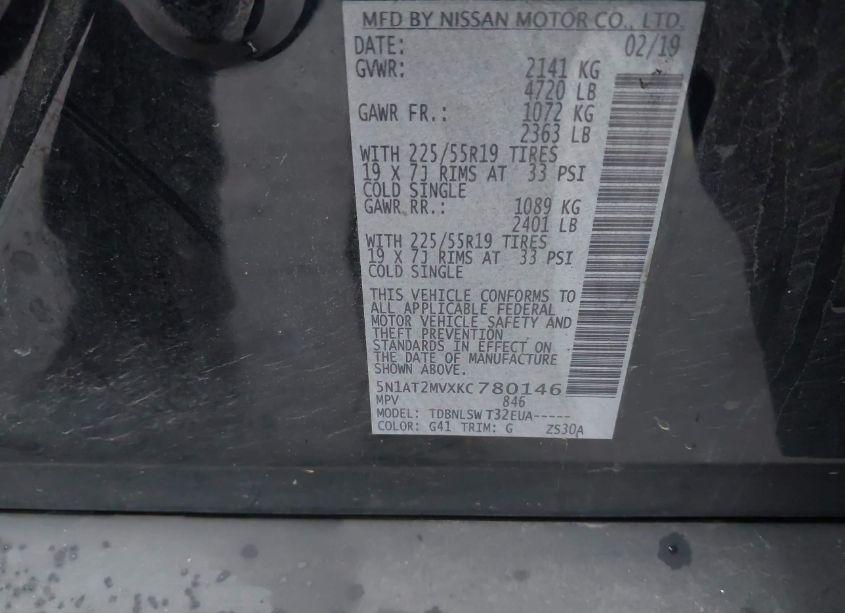 MFD BY NISSAN MOTOR CO., LTD.
DATE: 02/19
GVWR: 2141 KG
4720 LB
GAWR FR.: 1072 KG
2363 LB
WITH 225/55R19 TIRES
19 X 7J RIMS AT 33 PSI
COLD SINGLE
GAWR RR.: 1089 KG
2401 LB
WITH 225/55R19 TIRES
19 X 7J RIMS AT 33 PSI
COLD SINGLE
THIS VEHICLE CONFORMS TO
ALL APPLICABLE FEDERAL
MOTOR VEHICLE SAFETY AND
THEFT PREVENTION
STANDARDS IN EFFECT ON
THE DATE OF MANUFACTURE
SHOWN ABOVE.
5N1AT2MVXKC780146
MPV 846
MODEL: TDBNLSW T32EUA-----
COLOR: G41 TRIM: G ZS30A